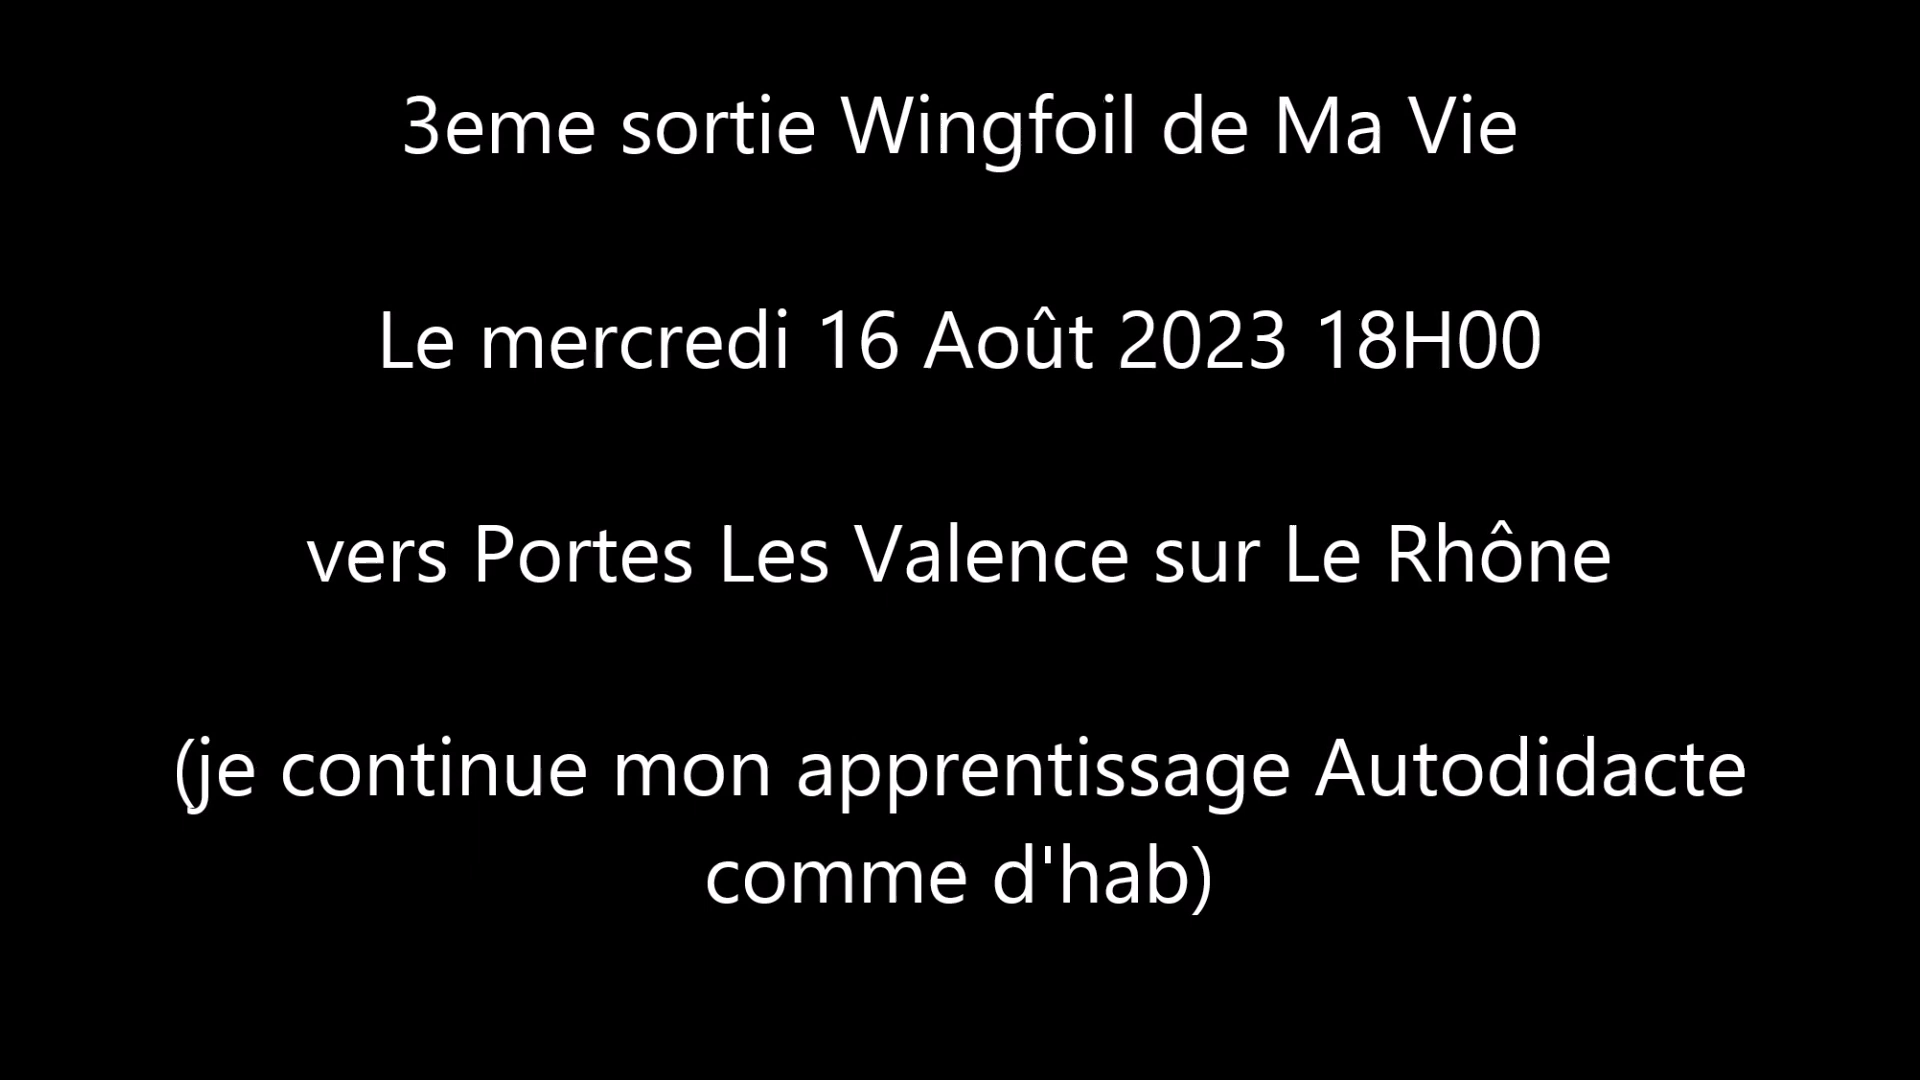 3eme sortie Wingfoil de Ma Vie
Le mercredi 16 Août 2023 18H00
vers Portes Les Valence sur Le Rhône
(je continue mon apprentissage Autodidacte
comme d'hab)